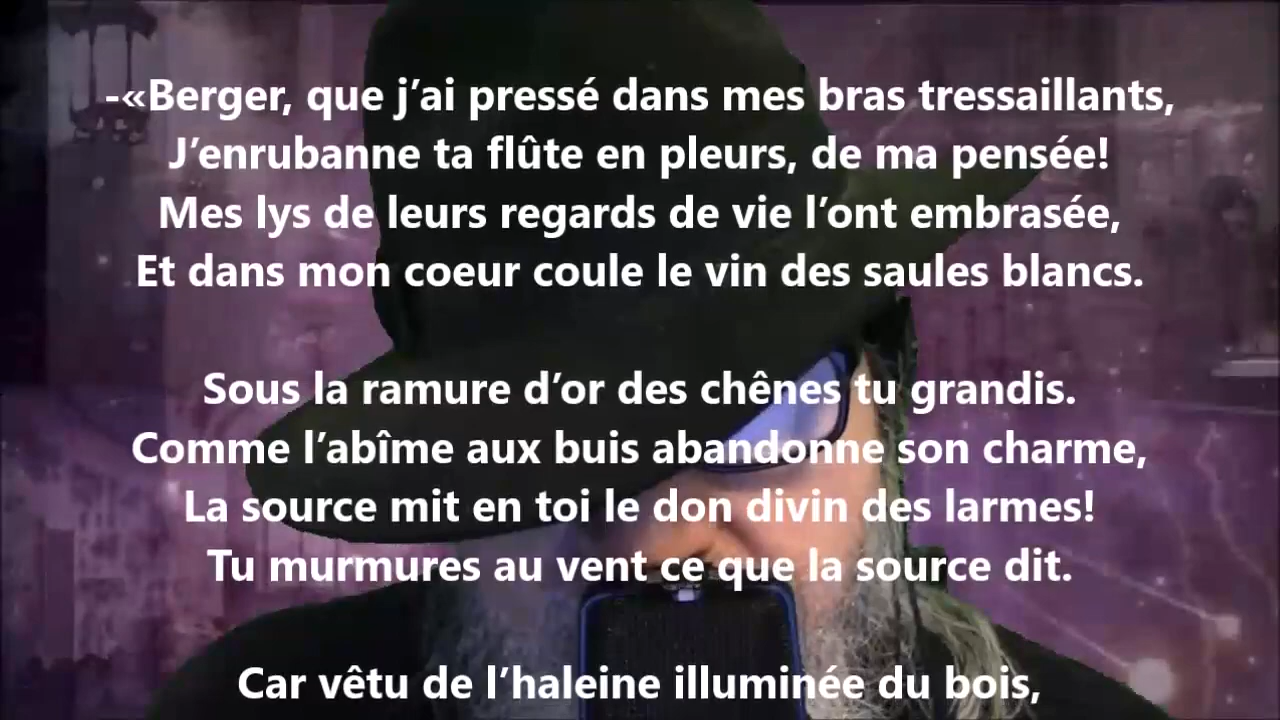 -«Berger, que j’ai pressé dans mes bras tressaillants,
J’enrubanne ta flûte en pleurs, de ma pensée!
Mes lys de leurs regards de vie l’ont embrasée,
Et dans mon coeur coule le vin des saules blancs.
Sous la ramure d’or des chênes tu grandis.
Comme l’abîme aux buis abandonne son charme,
La source mit en toi le don divin des larmes!
Tu murmures au vent ce que la source dit.
Car vêtu de l’haleine illuminée du bois,